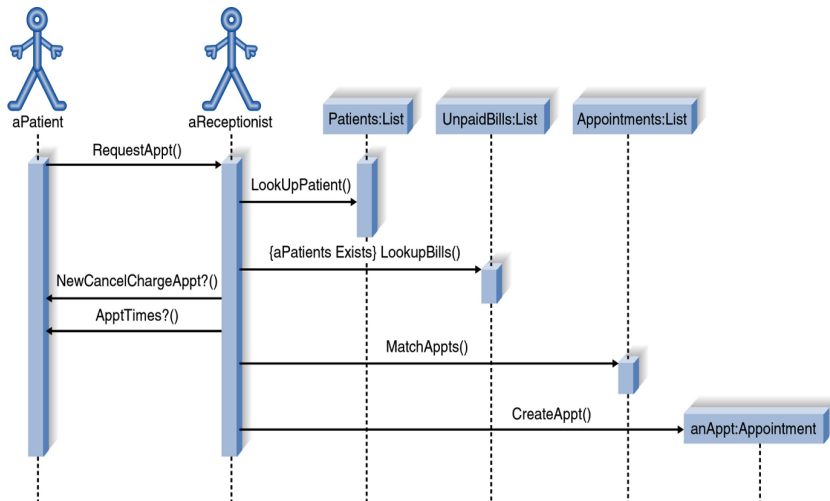 aPatient
aReceptionist
Patients:List
UnpaidBills:List
Appointments:List
RequestAppt()
LookUpPatient()
{aPatients Exists} LookupBills()
NewCancelChargeAppt?()
ApptTimes?()
MatchAppts()
CreateAppt()
anAppt:Appointment